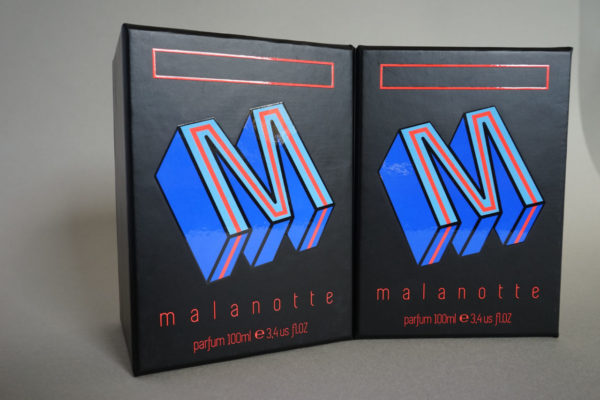 M
malanotte
parfum 100ml ℮ 3,4 us fl.oz
M
malanotte
parfum 100ml ℮ 3,4 us fl.oz